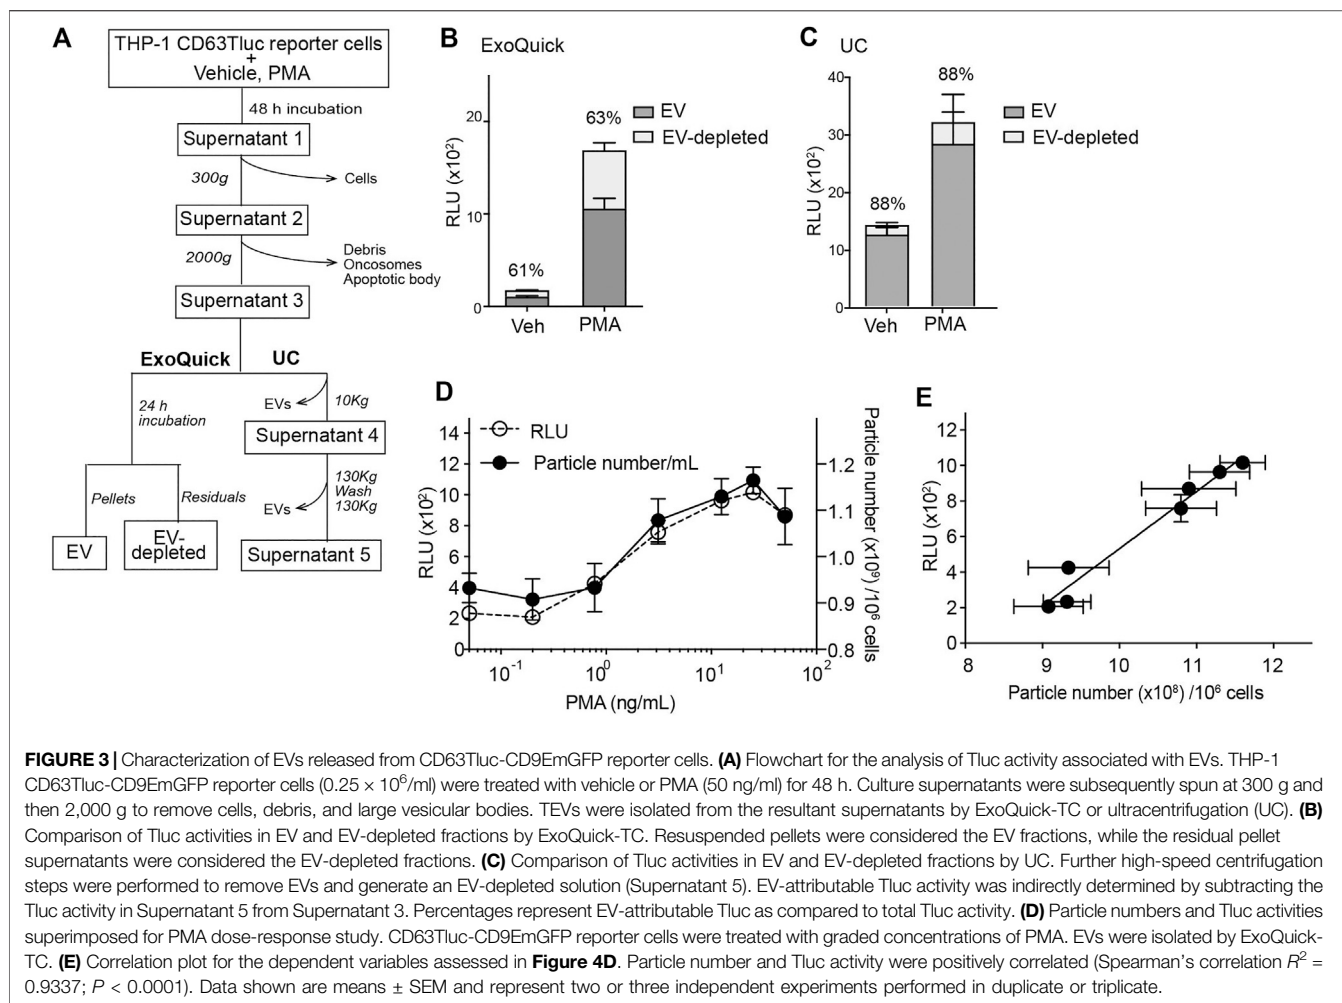 A
THP-1 CD63Tluc reporter cells
+
Vehicle, PMA
48 h incubation
Supernatant 1
300g
Cells
Supernatant 2
2000g
Debris
Oncosomes
Apoptotic body
Supernatant 3
ExoQuick
UC
24 h
incubation
EVs
10Kg
Supernatant 4
Pellets
Residuals
130Kg
Wash
130Kg
EVs
EV
EV-
depleted
Supernatant 5
B
ExoQuick
RLU (x10²)
20
10
0
61%
63%
Veh
PMA
EV
EV-depleted
C
UC
RLU (x10²)
40
30
20
10
0
88%
88%
Veh
PMA
EV
EV-depleted
D
RLU (x10²)
14
12
10
8
6
4
2
0
RLU
Particle number/mL
1.2
1.1
1.0
0.9
0.8
Particle number (x10⁹) /10⁶ cells
10⁻¹
10⁰
10¹
10²
PMA (ng/mL)
E
RLU (x10²)
12
10
8
6
4
2
0
8
9
10
11
12
Particle number (x10⁸) /10⁶ cells
FIGURE 3 | Characterization of EVs released from CD63Tluc-CD9EmGFP reporter cells. (A) Flowchart for the analysis of Tluc activity associated with EVs. THP-1
CD63Tluc-CD9EmGFP reporter cells (0.25 × 10⁶/ml) were treated with vehicle or PMA (50 ng/ml) for 48 h. Culture supernatants were subsequently spun at 300 g and
then 2,000 g to remove cells, debris, and large vesicular bodies. TEVs were isolated from the resultant supernatants by ExoQuick-TC or ultracentrifugation (UC). (B)
Comparison of Tluc activities in EV and EV-depleted fractions by ExoQuick-TC. Resuspended pellets were considered the EV fractions, while the residual pellet
supernatants were considered the EV-depleted fractions. (C) Comparison of Tluc activities in EV and EV-depleted fractions by UC. Further high-speed centrifugation
steps were performed to remove EVs and generate an EV-depleted solution (Supernatant 5). EV-attributable Tluc activity was indirectly determined by subtracting the
Tluc activity in Supernatant 5 from Supernatant 3. Percentages represent EV-attributable Tluc as compared to total Tluc activity. (D) Particle numbers and Tluc activities
superimposed for PMA dose-response study. CD63Tluc-CD9EmGFP reporter cells were treated with graded concentrations of PMA. EVs were isolated by ExoQuick-
TC. (E) Correlation plot for the dependent variables assessed in Figure 4D. Particle number and Tluc activity were positively correlated (Spearman's correlation R² =
0.9337; P < 0.0001). Data shown are means ± SEM and represent two or three independent experiments performed in duplicate or triplicate.